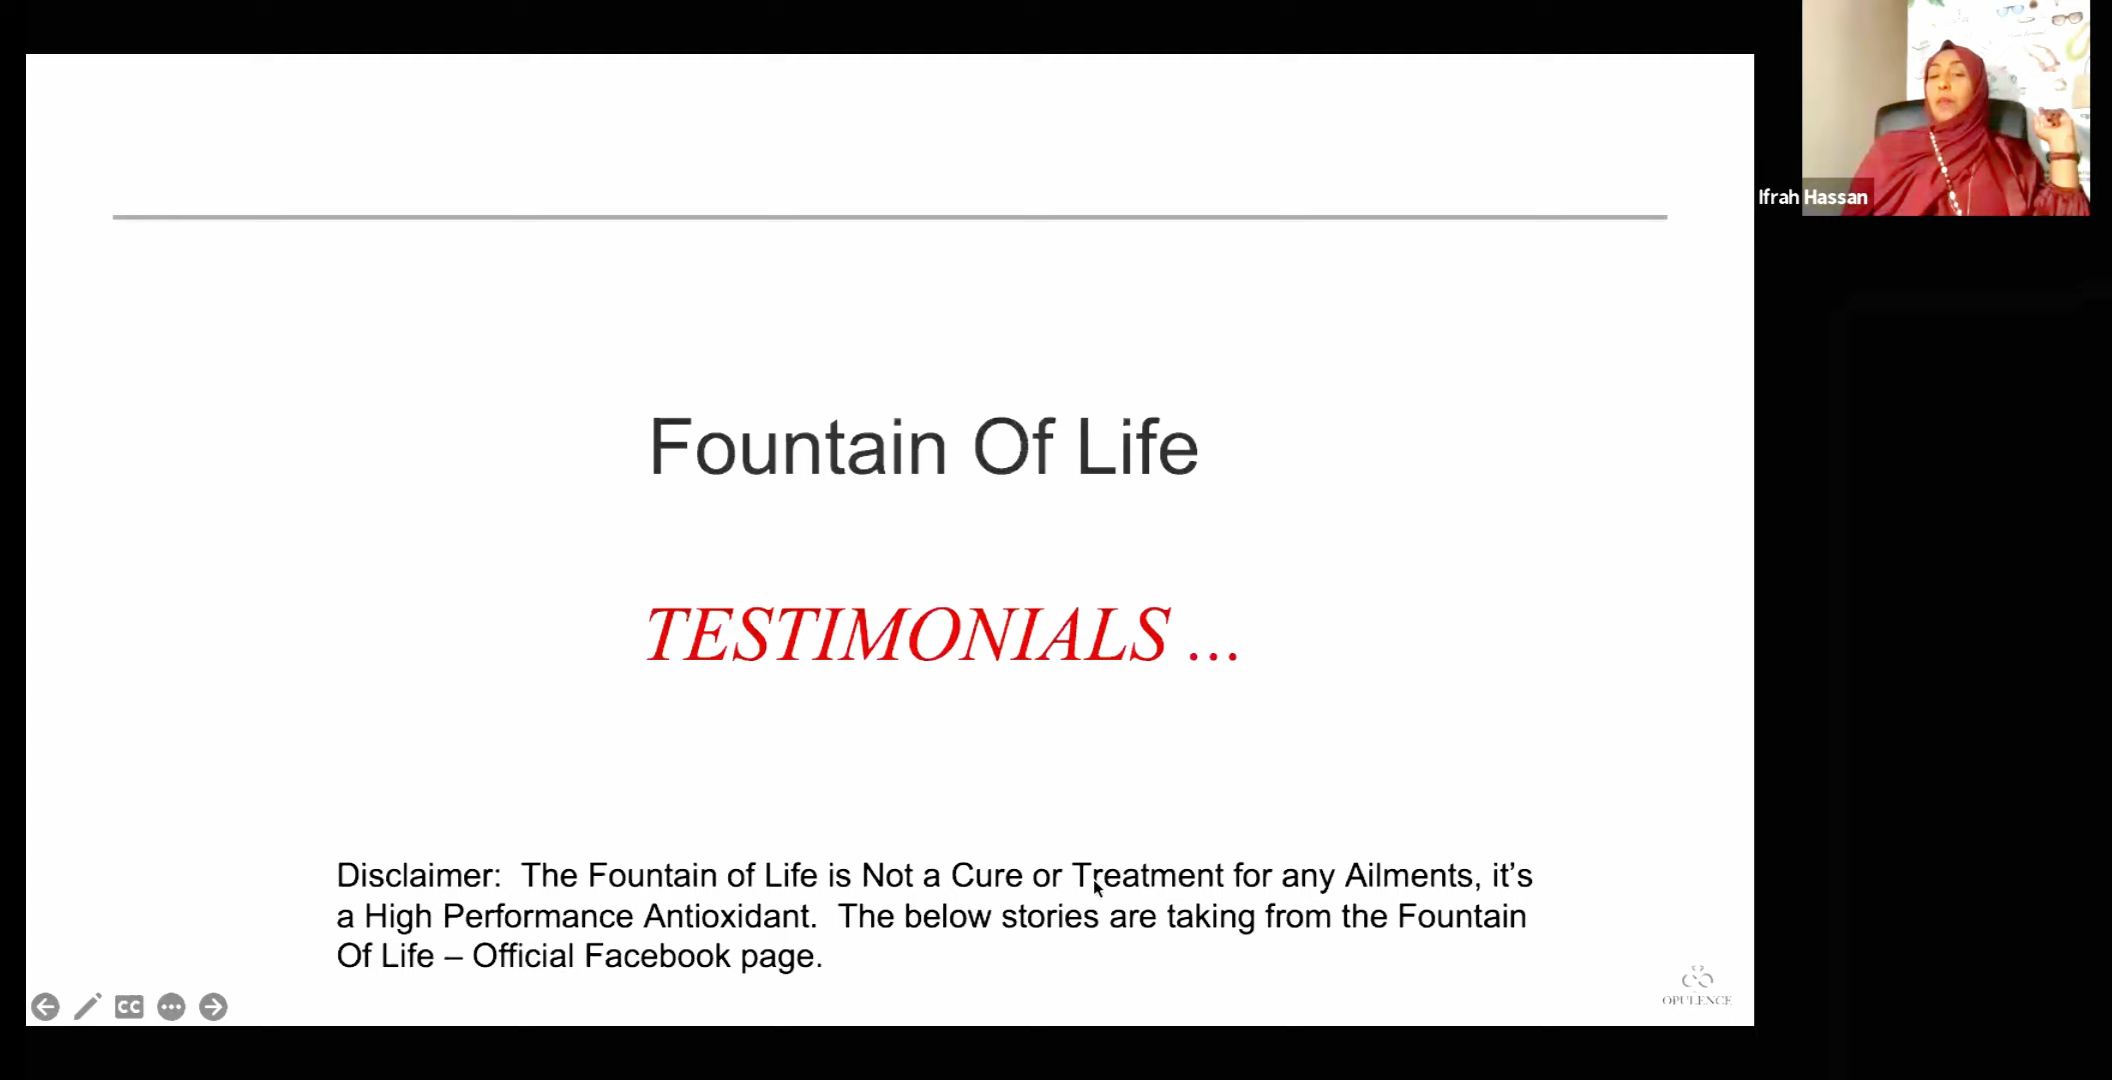 Ifrah Hassan
Fountain Of Life
TESTIMONIALS ...
Disclaimer:  The Fountain of Life is Not a Cure or Treatment for any Ailments, it’s
a High Performance Antioxidant.  The below stories are taking from the Fountain
Of Life – Official Facebook page.
CC
OPULENCE